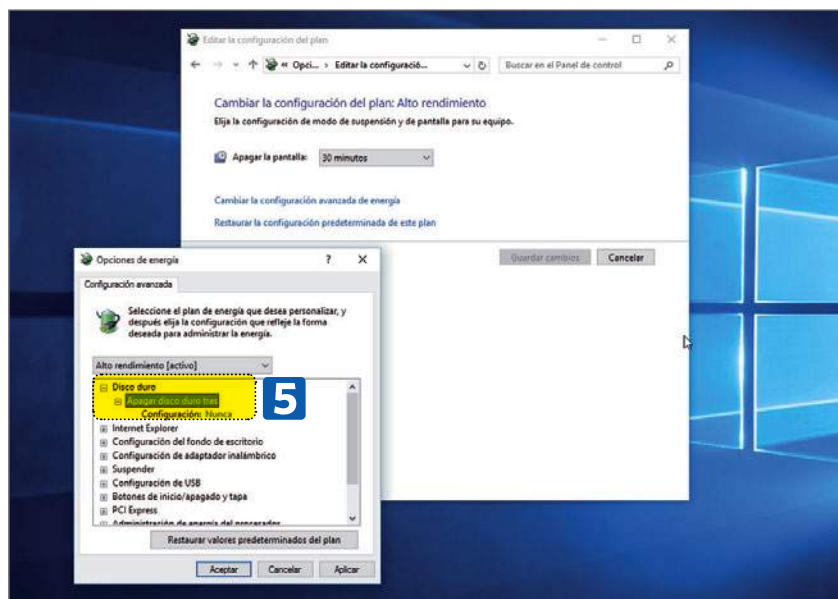 Editar la configuración del plan
« Opci... › Editar la configuració...
Buscar en el Panel de control
Cambiar la configuración del plan: Alto rendimiento
Elija la configuración de modo de suspensión y de pantalla para su equipo.
Apagar la pantalla: 30 minutos
Cambiar la configuración avanzada de energía
Restaurar la configuración predeterminada de este plan
Guardar cambios Cancelar
Opciones de energía
Configuración avanzada
Seleccione el plan de energía que desea personalizar, y
después elija la configuración que refleje la forma
deseada para administrar la energía.
Alto rendimiento [activo]
Disco duro
Apagar disco duro tras
Configuración: Nunca
5
Internet Explorer
Configuración del fondo de escritorio
Configuración de adaptador inalámbrico
Suspender
Configuración de USB
Botones de inicio/apagado y tapa
PCI Express
Administración de energía del procesador
Restaurar valores predeterminados del plan
Aceptar Cancelar Aplicar